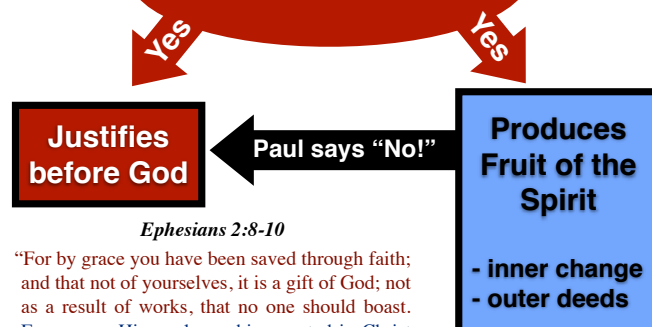 Yes
Yes
Justifies
before God
Paul says “No!”
Produces
Fruit of the
Spirit
- inner change
- outer deeds
Ephesians 2:8-10
“For by grace you have been saved through faith;
and that not of yourselves, it is a gift of God; not
as a result of works, that no one should boast.